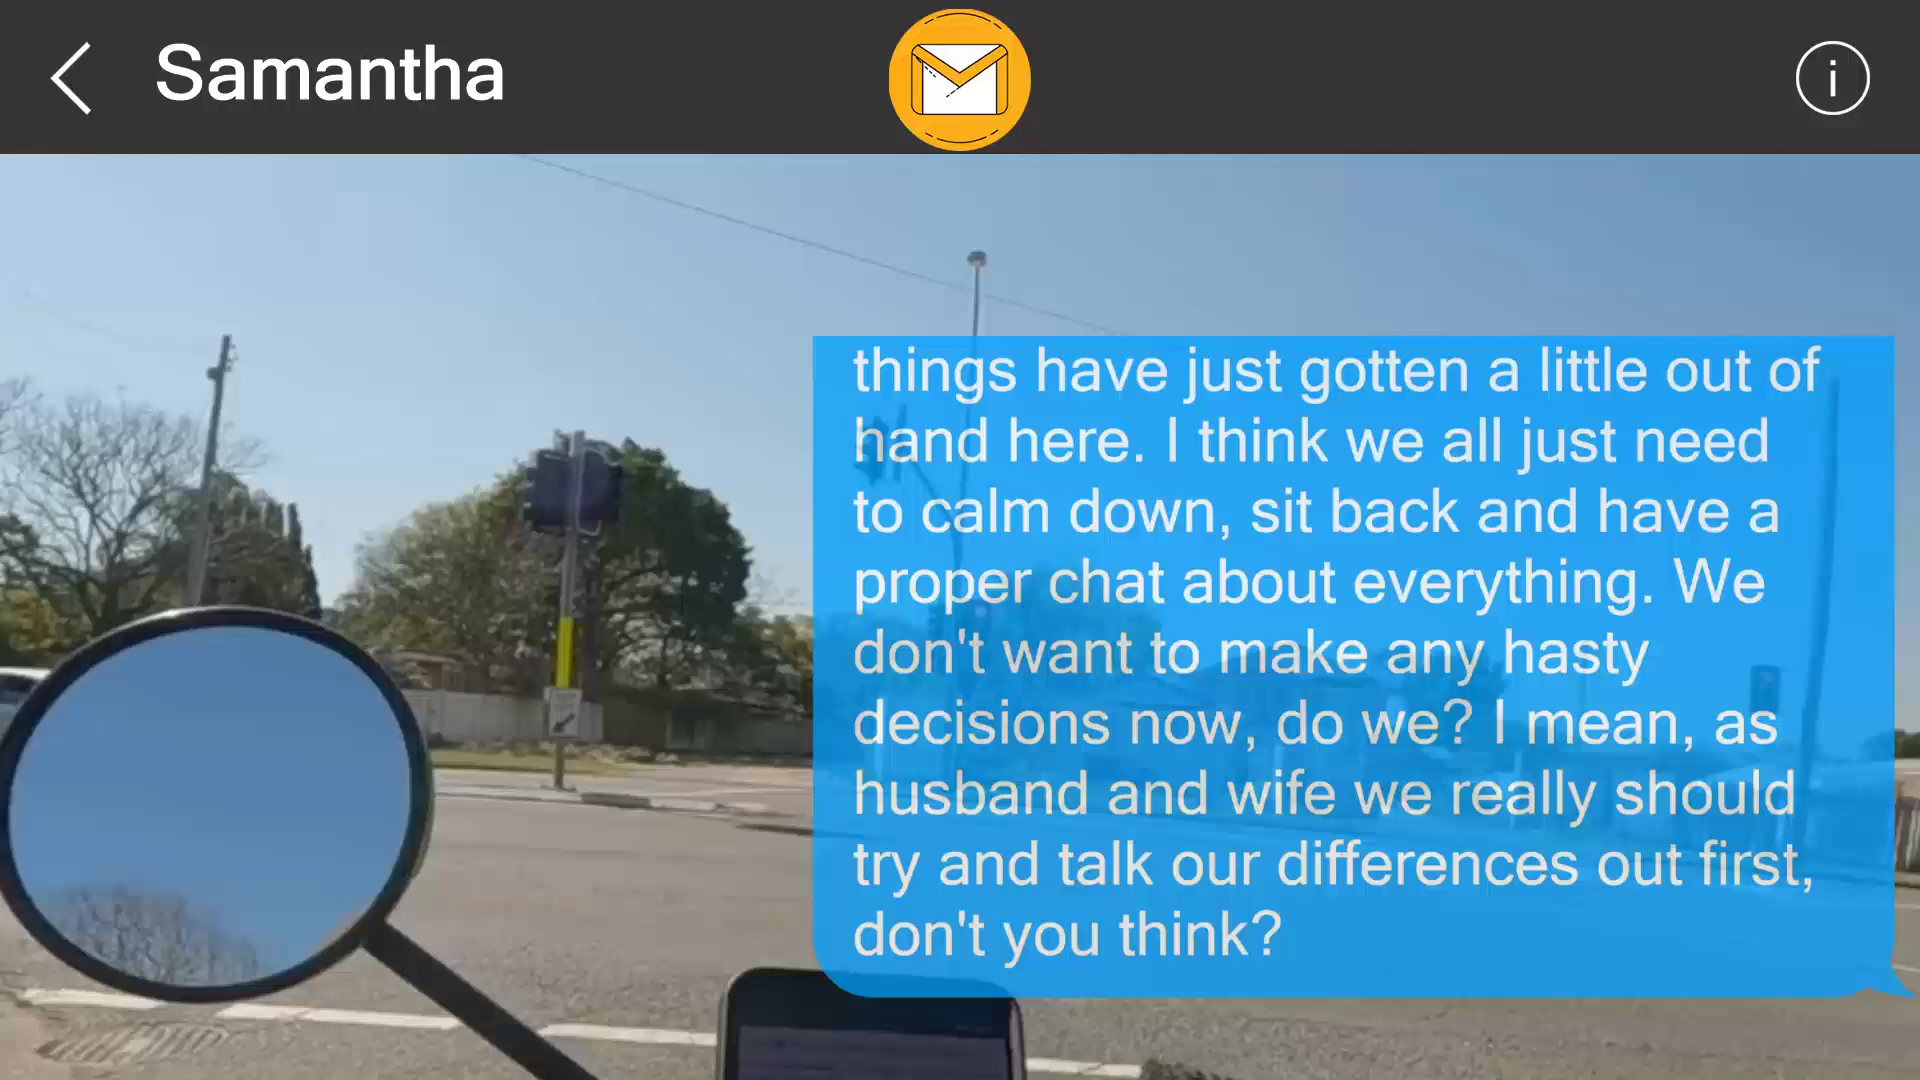 Samantha
things have just gotten a little out of
hand here. I think we all just need
to calm down, sit back and have a
proper chat about everything. We
don't want to make any hasty
decisions now, do we? I mean, as
husband and wife we really should
try and talk our differences out first,
don't you think?